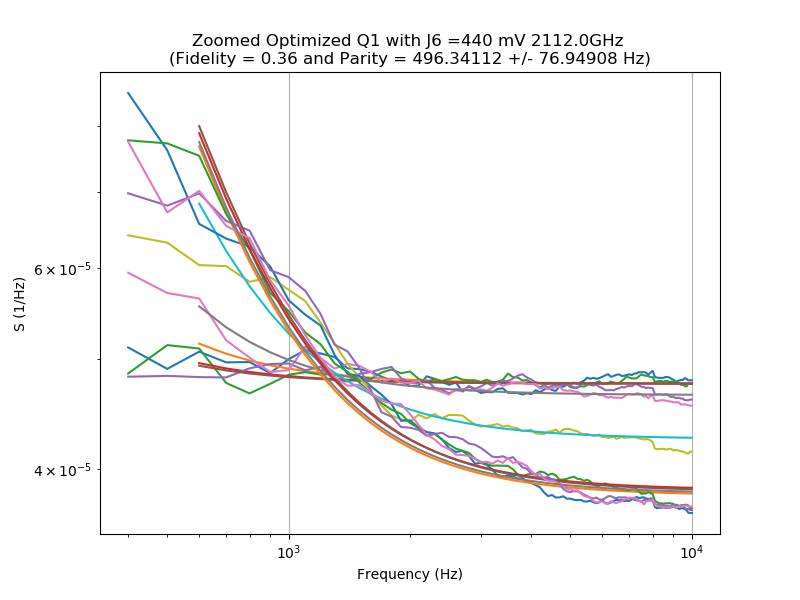 Zoomed Optimized Q1 with J6 =440 mV 2112.0GHz
(Fidelity = 0.36 and Parity = 496.34112 +/- 76.94908 Hz)
S (1/Hz)
6 × 10⁻⁵
4 × 10⁻⁵
10³
10⁴
Frequency (Hz)